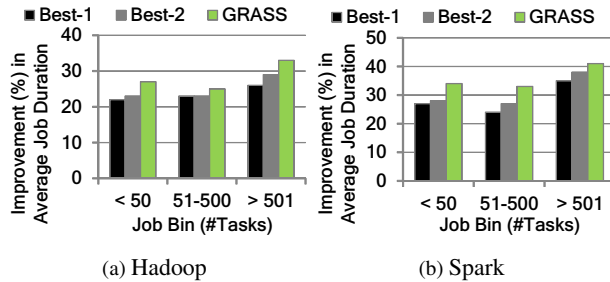 Best-1 Best-2 GRASS
Improvement (%) in
Average Job Duration
40
30
20
10
0
< 50 51-500 > 501
Job Bin (#Tasks)
(a) Hadoop
Best-1 Best-2 GRASS
Improvement (%) in
Average Job Duration
50
40
30
20
10
0
< 50 51-500 > 501
Job Bin (#Tasks)
(b) Spark